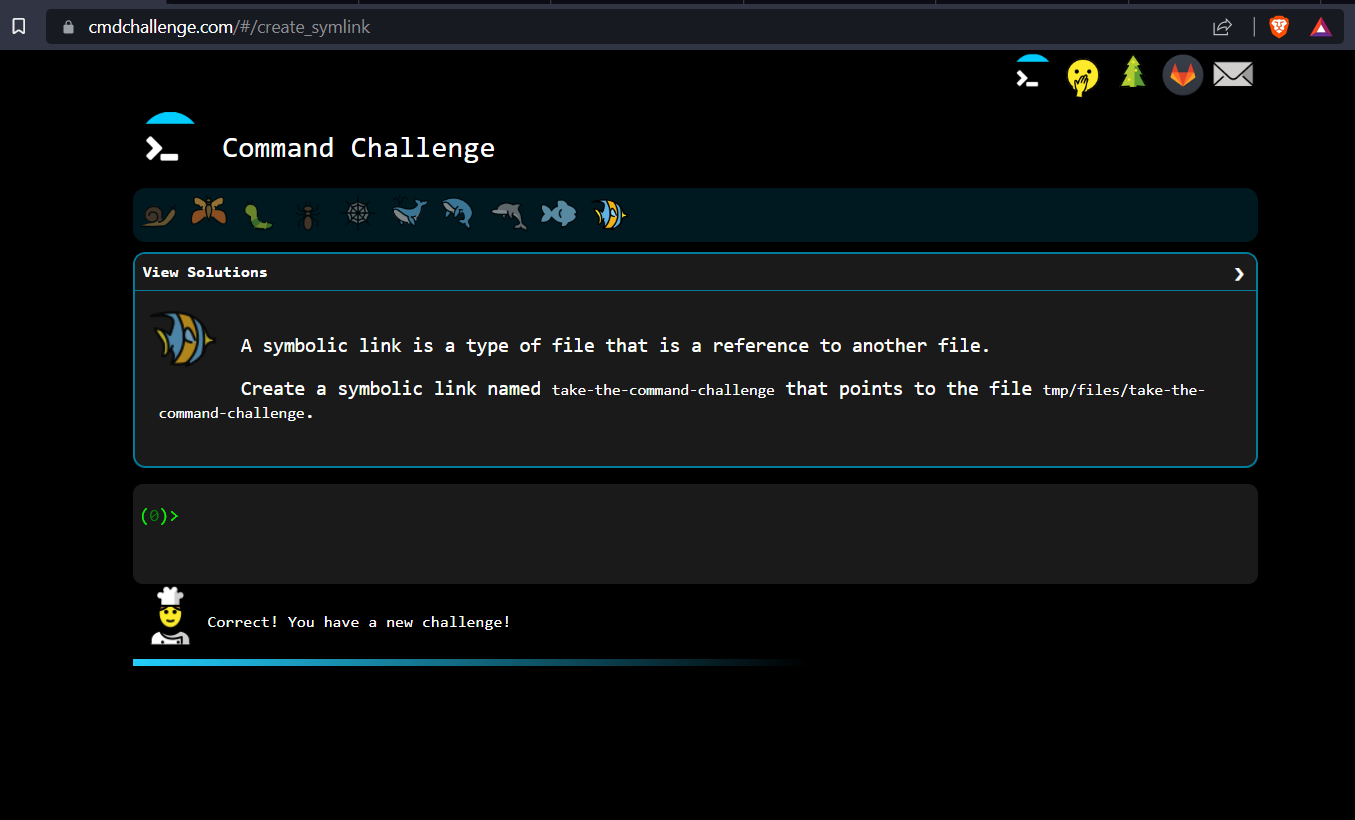 cmdchallenge.com/#/create_symlink
Command Challenge
View Solutions
A symbolic link is a type of file that is a reference to another file.
Create a symbolic link named take-the-command-challenge that points to the file tmp/files/take-the-
command-challenge.
(0)>
Correct! You have a new challenge!